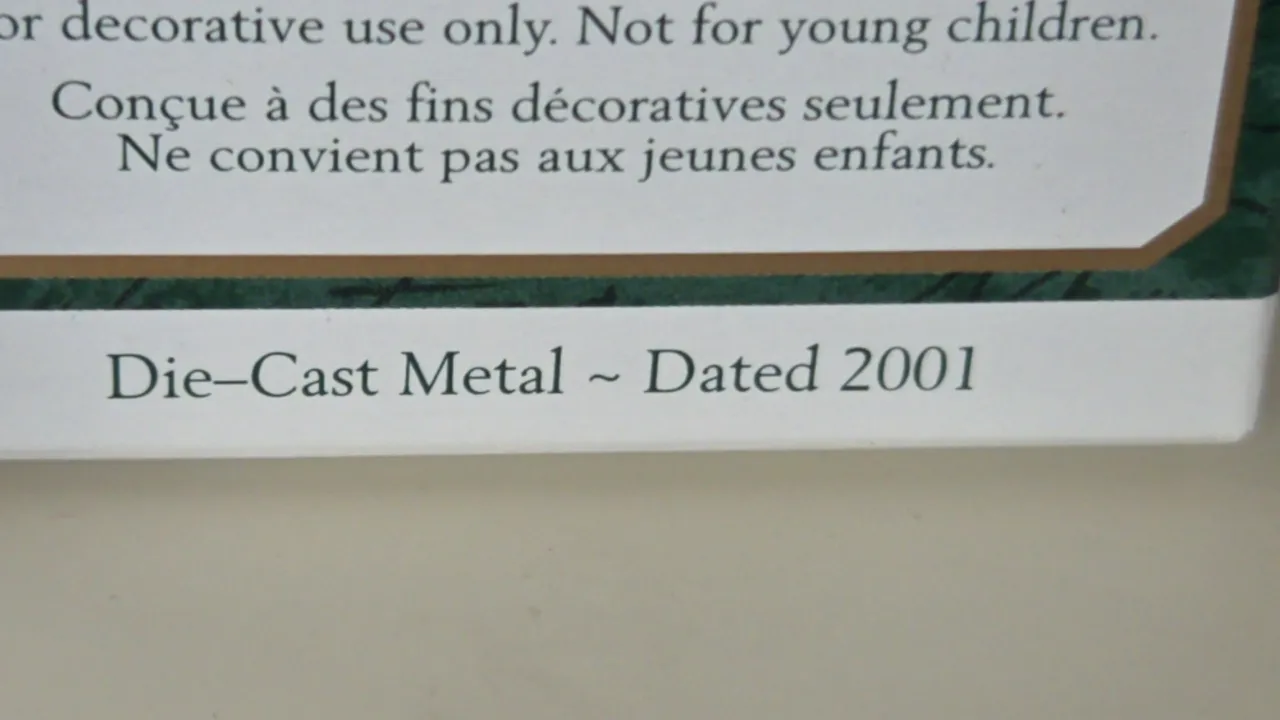 or decorative use only. Not for young children.
Conçue à des fins décoratives seulement.
Ne convient pas aux jeunes enfants.
Die–Cast Metal ~ Dated 2001